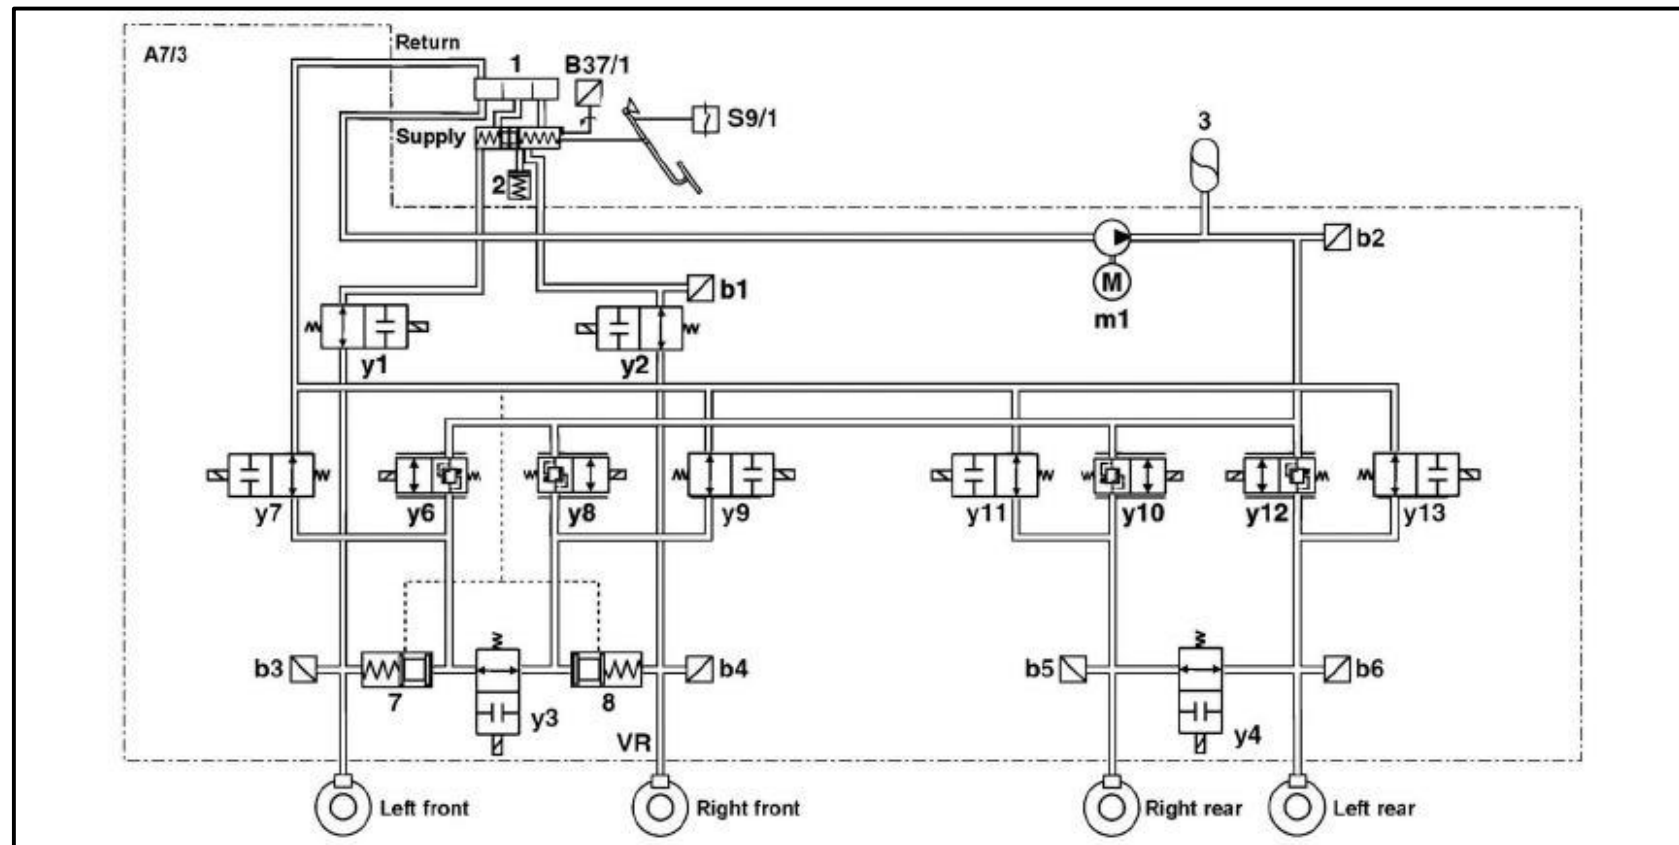 A7/3
Return
1
B37/1
S9/1
Supply
2
3
b2
M
m1
b1
y1
y2
y7
y6
y8
y9
y11
y10
y12
y13
b3
7
y3
8
b4
b5
b6
y4
VR
Left front
Right front
Right rear
Left rear